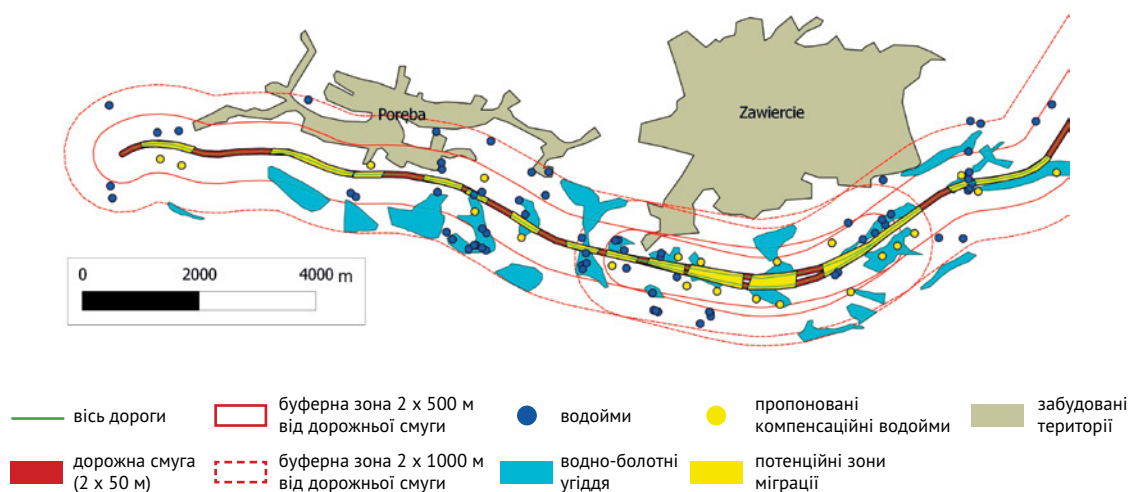 Poręba
Zawiercie
0 2000 4000 m
вісь дороги
буферна зона 2 х 500 м
від дорожньої смуги
водойми
пропоновані
компенсаційні водойми
забудовані
території
дорожна смуга
(2 х 50 м)
буферна зона 2 х 1000 м
від дорожньої смуги
водно-болотні
угіддя
потенційні зони
міграції